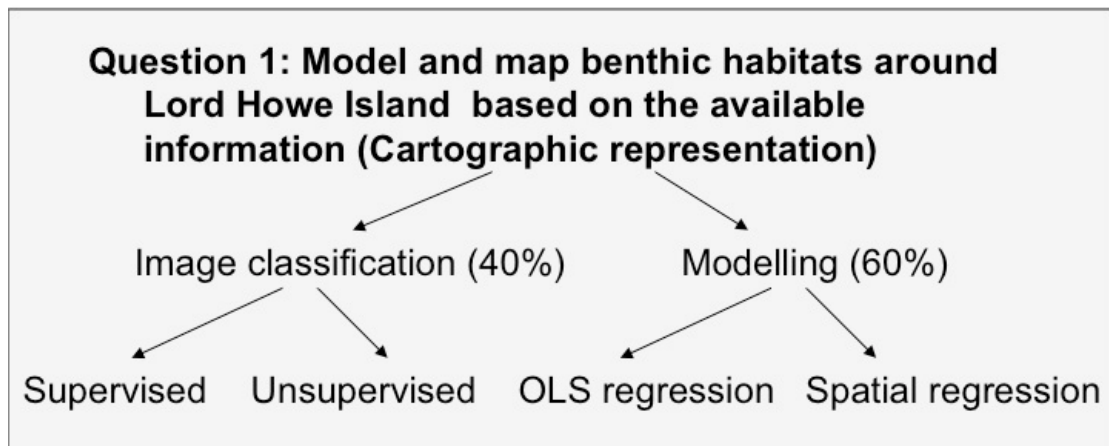 Question 1: Model and map benthic habitats around
Lord Howe Island based on the available
information (Cartographic representation)
Image classification (40%)
Modelling (60%)
Supervised
Unsupervised
OLS regression
Spatial regression